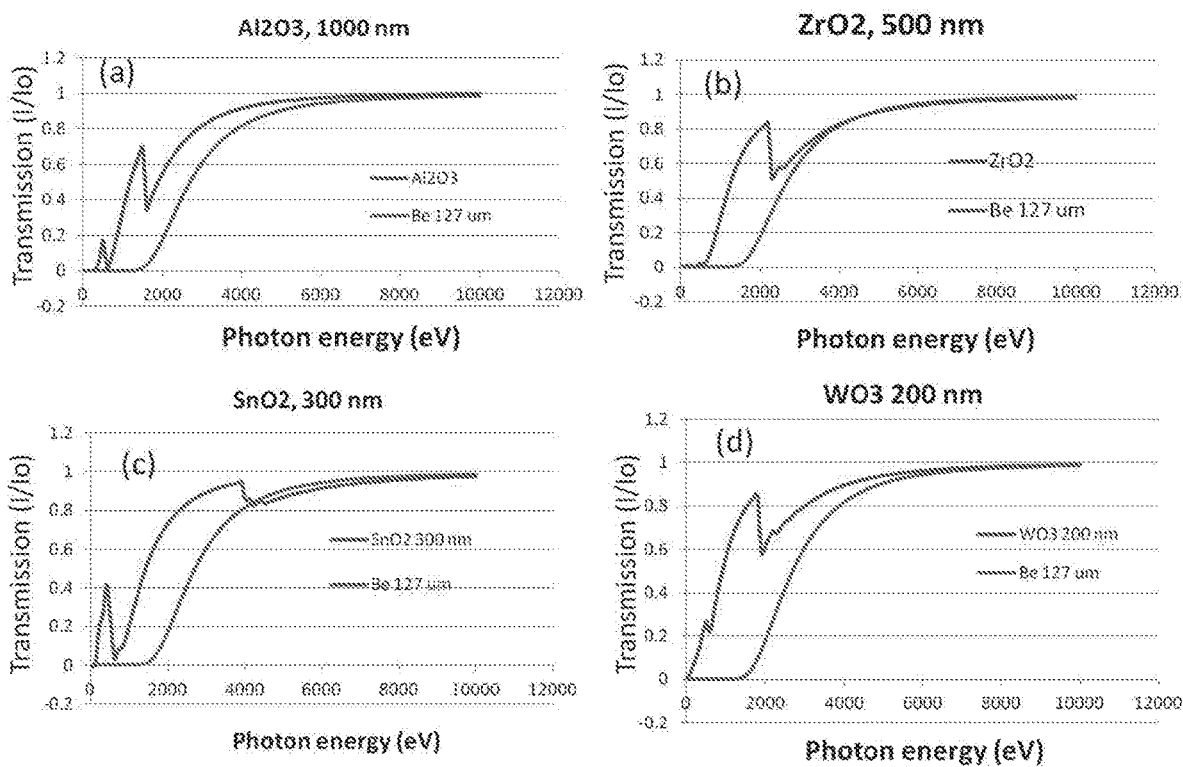 Al2O3, 1000 nm
(a)
Transmission (I/Io)
1.2
1
0.8
0.6
0.4
0.2
0
-0.2
0 2000 4000 6000 8000 10000 12000
Al2O3
Be 127 um
Photon energy (eV)
ZrO2, 500 nm
(b)
Transmission (I/Io)
1.2
1
0.8
0.6
0.4
0.2
0
-0.2
0 2000 4000 6000 8000 10000 12000
ZrO2
Be 127 um
Photon energy (eV)
SnO2, 300 nm
(c)
Transmission (I/Io)
1.2
1
0.8
0.6
0.4
0.2
0
-0.2
0 2000 4000 6000 8000 10000 12000
SnO2 300 nm
Be 127 um
Photon energy (eV)
WO3 200 nm
(d)
Transmission (I/Io)
1.2
1
0.8
0.6
0.4
0.2
0
-0.2
0 2000 4000 6000 8000 10000 12000
WO3 200 nm
Be 127 um
Photon energy (eV)